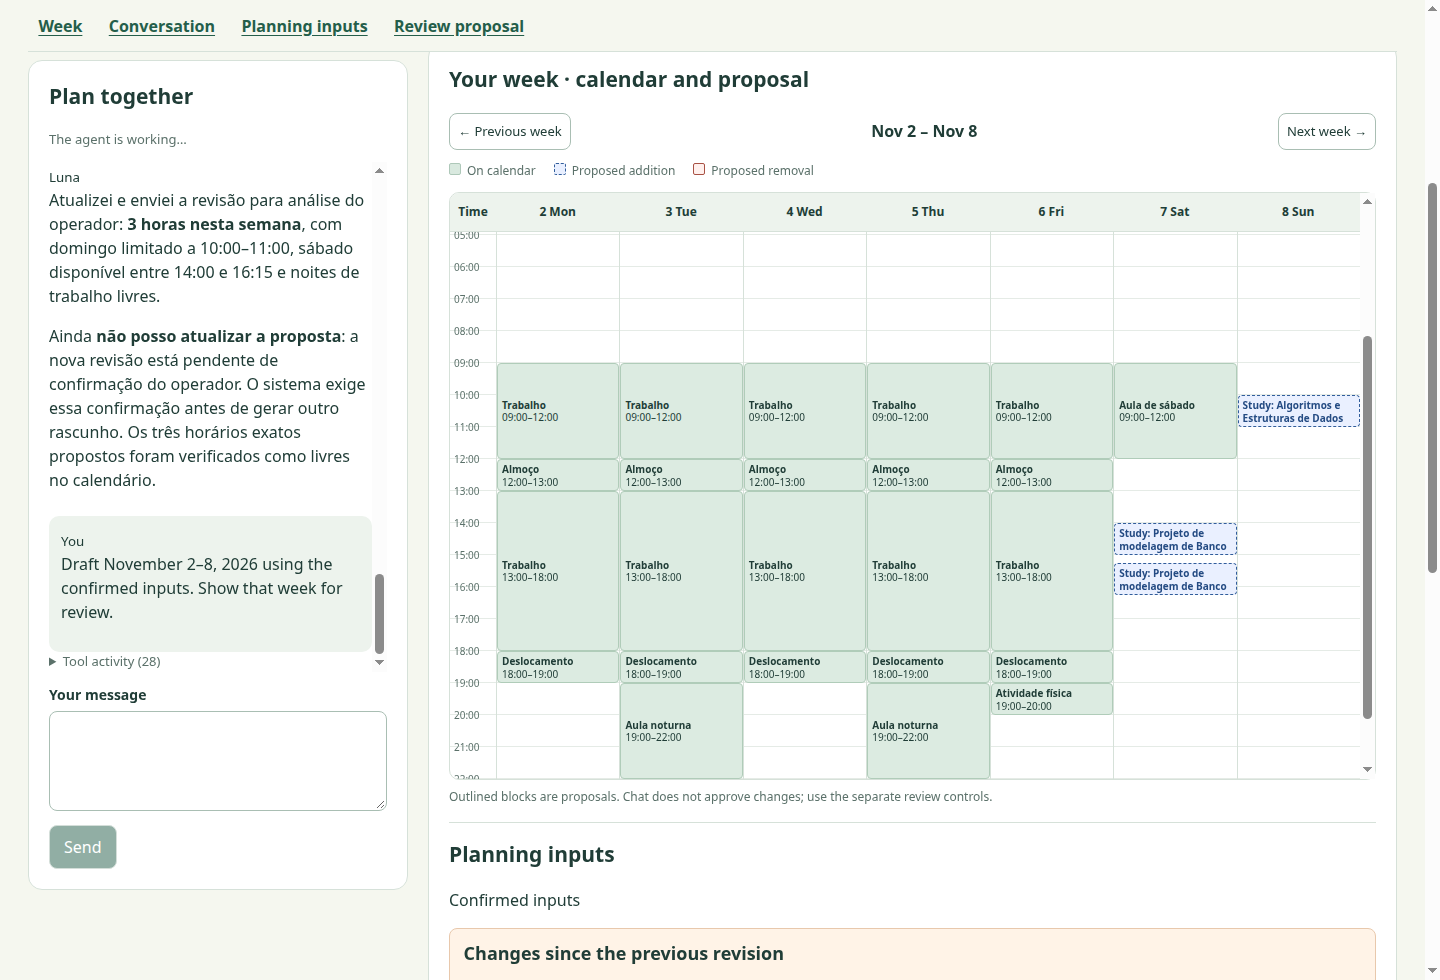 Week Conversation Planning inputs Review proposal
Plan together
The agent is working...
Luna
Atualizei e enviei a revisão para análise do
operador: 3 horas nesta semana, com
domingo limitado a 10:00–11:00, sábado
disponível entre 14:00 e 16:15 e noites de
trabalho livres.
Ainda não posso atualizar a proposta: a
nova revisão está pendente de
confirmação do operador. O sistema exige
essa confirmação antes de gerar outro
rascunho. Os três horários exatos
propostos foram verificados como livres
no calendário.
You
Draft November 2–8, 2026 using the
confirmed inputs. Show that week for
review.
▶ Tool activity (28)
Your message
Send
Your week · calendar and proposal
← Previous week
Nov 2 – Nov 8
Next week →
On calendar Proposed addition Proposed removal
Time 2 Mon 3 Tue 4 Wed 5 Thu 6 Fri 7 Sat 8 Sun
05:00
06:00
07:00
08:00
09:00
10:00
11:00
12:00
13:00
14:00
15:00
16:00
17:00
18:00
19:00
20:00
21:00
22:00
Trabalho
09:00–12:00
Almoço
12:00–13:00
Trabalho
13:00–18:00
Deslocamento
18:00–19:00
Trabalho
09:00–12:00
Almoço
12:00–13:00
Trabalho
13:00–18:00
Deslocamento
18:00–19:00
Aula noturna
19:00–22:00
Trabalho
09:00–12:00
Almoço
12:00–13:00
Trabalho
13:00–18:00
Deslocamento
18:00–19:00
Trabalho
09:00–12:00
Almoço
12:00–13:00
Trabalho
13:00–18:00
Deslocamento
18:00–19:00
Aula noturna
19:00–22:00
Trabalho
09:00–12:00
Almoço
12:00–13:00
Trabalho
13:00–18:00
Deslocamento
18:00–19:00
Atividade física
19:00–20:00
Aula de sábado
09:00–12:00
Study: Projeto de
modelagem de Banco
Study: Projeto de
modelagem de Banco
Study: Algoritmos e
Estruturas de Dados
Outlined blocks are proposals. Chat does not approve changes; use the separate review controls.
Planning inputs
Confirmed inputs
Changes since the previous revision